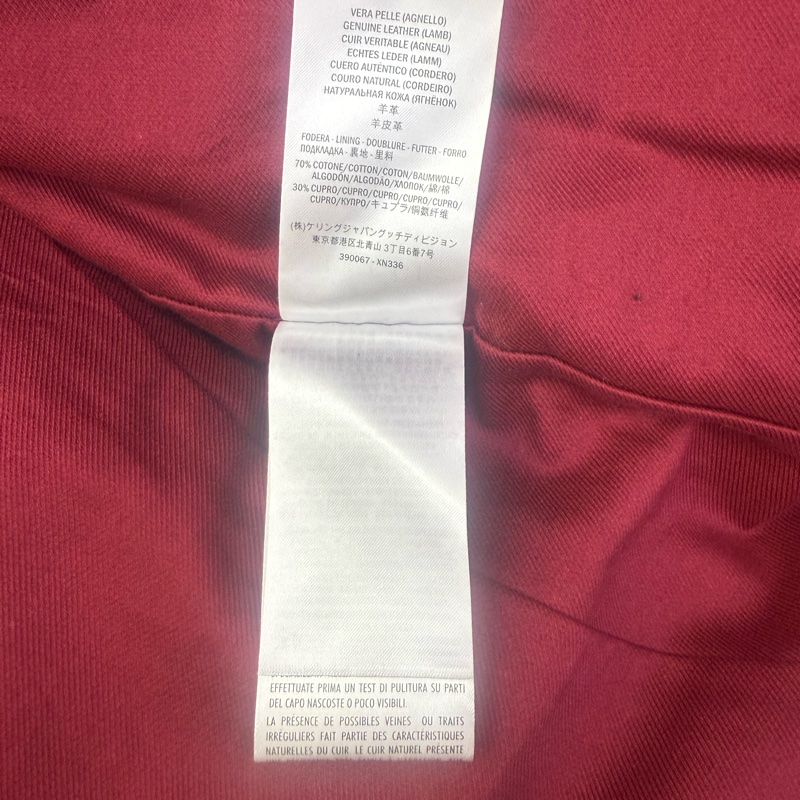 VERA PELLE (AGNELLO)
GENUINE LEATHER (LAMB)
CUIR VERITABLE (AGNEAU)
ECHTES LEDER (LAMM)
CUERO AUTÉNTICO (CORDERO)
COURO NATURAL (CORDEIRO)
НАТУРАЛЬНАЯ КОЖА (ЯГНЁНОК)
羊革
羊皮革
FODERA - LINING - DOUBLURE - FUTTER - FORRO
ПОДКЛАДКА - 裏地 - 里料
70% COTONE/COTTON/COTON/BAUMWOLLE/
ALGODÓN/ALGODÃO/ХЛОПОК/綿/棉
30% CUPRO/CUPRO/CUPRO/CUPRO/CUPRO/
CUPRO/КУПРО/キュプラ/铜氨纤维
(株)ケリングジャパングッチディビジョン
東京都港区北青山 3丁目6番7号
390067 - XN336
EFFETTUATE PRIMA UN TEST DI PULITURA SU PARTI
DEL CAPO NASCOSTE O POCO VISIBILI.
LA PRÉSENCE DE POSSIBLES VEINES OU TRAITS
IRRÉGULIERS FAIT PARTIE DES CARACTÉRISTIQUES
NATURELLES DU CUIR. LE CUIR NATUREL PRÉSENTE